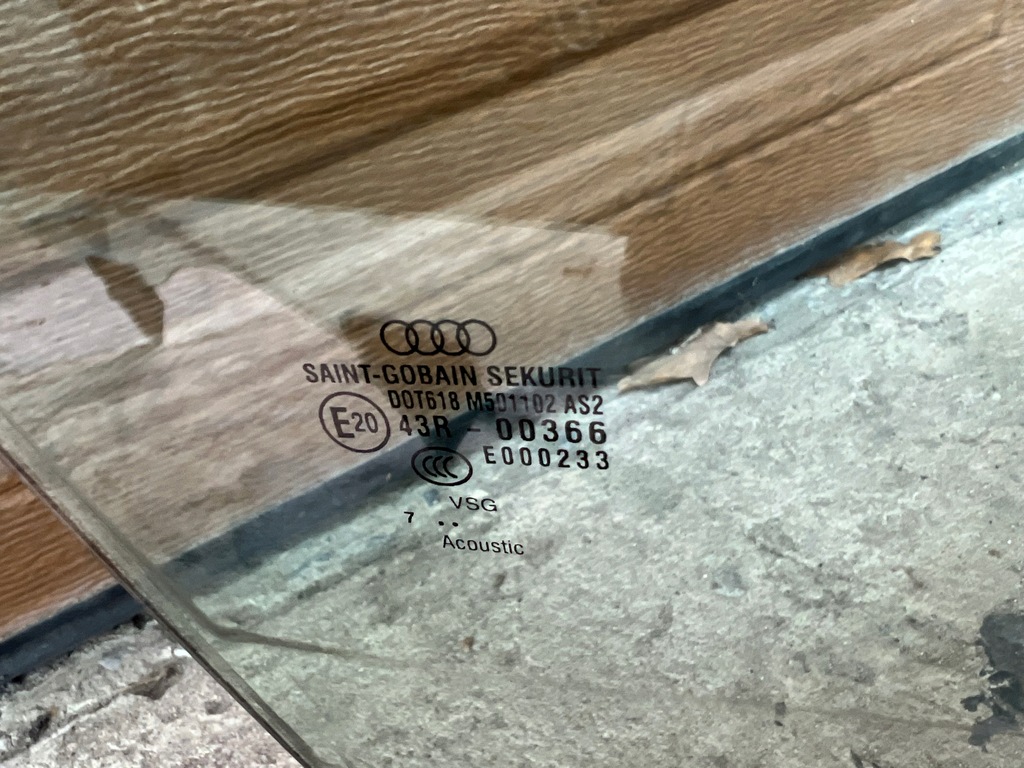 SAINT-GOBAIN SEKURIT
DOT618 M501102 AS2
E20 43R - 00366
CCC E000233
VSG
7 ..
Acoustic